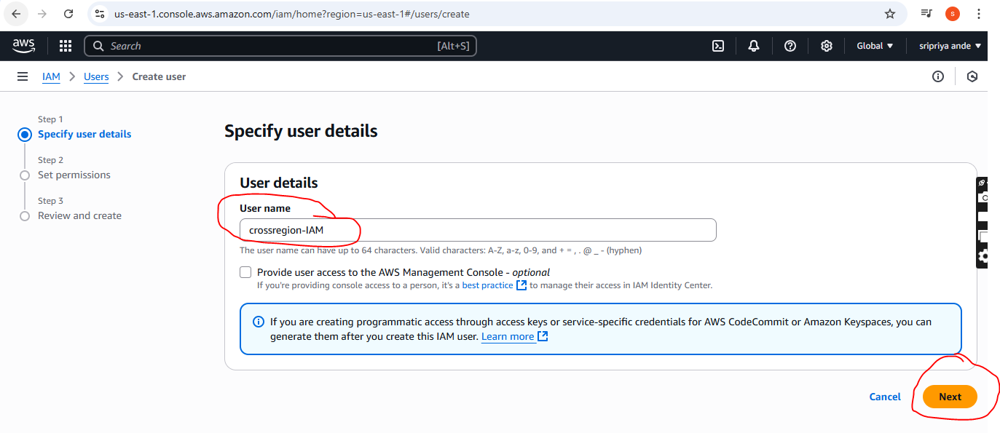 us-east-1.console.aws.amazon.com/iam/home?region=us-east-1#/users/create
S
aws
Search
[Alt+S]
Global
sripriya ande
IAM
Users
Create user
Step 1
Specify user details
Step 2
Set permissions
Step 3
Review and create
Specify user details
User details
User name
crossregion-IAM
The user name can have up to 64 characters. Valid characters: A-Z, a-z, 0-9, and + = , . @ _ - (hyphen)
Provide user access to the AWS Management Console - optional
If you're providing console access to a person, it's a best practice to manage their access in IAM Identity Center.
If you are creating programmatic access through access keys or service-specific credentials for AWS CodeCommit or Amazon Keyspaces, you can
generate them after you create this IAM user. Learn more
Cancel
Next